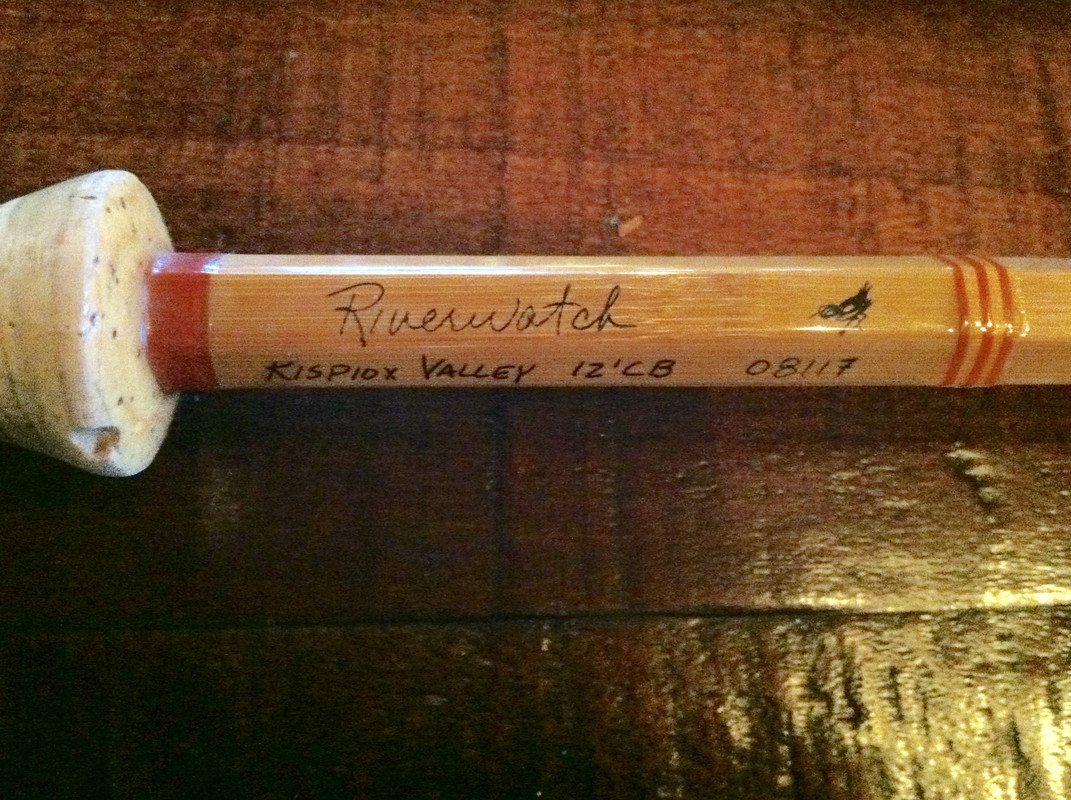 Riverwatch
KISPIOX VALLEY 12'CB 08117